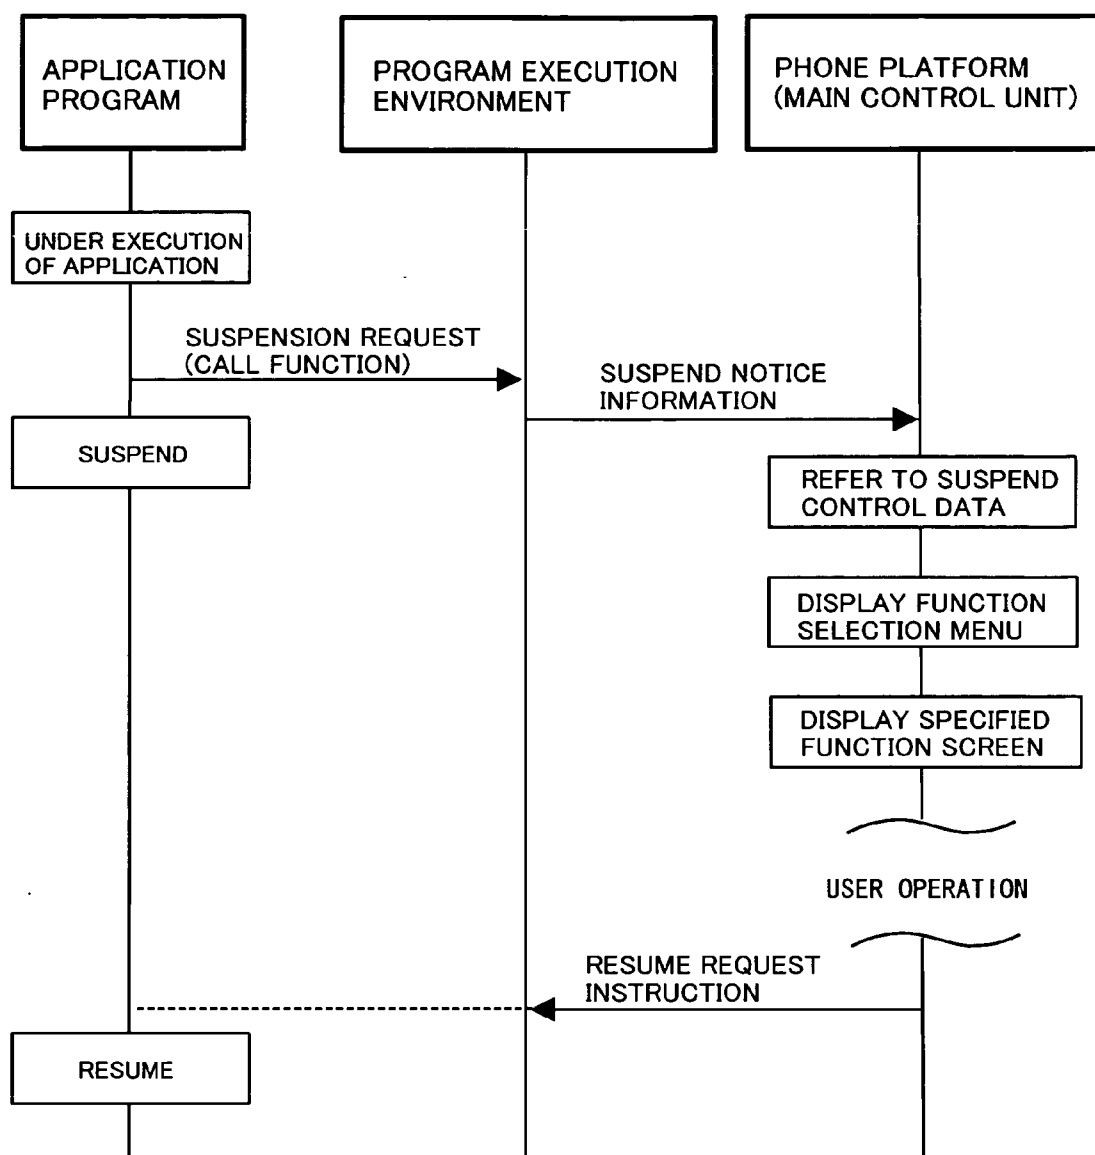 APPLICATION
PROGRAM
PROGRAM EXECUTION
ENVIRONMENT
PHONE PLATFORM
(MAIN CONTROL UNIT)
UNDER EXECUTION
OF APPLICATION
SUSPENSION REQUEST
(CALL FUNCTION)
SUSPEND NOTICE
INFORMATION
SUSPEND
REFER TO SUSPEND
CONTROL DATA
DISPLAY FUNCTION
SELECTION MENU
DISPLAY SPECIFIED
FUNCTION SCREEN
USER OPERATION
RESUME REQUEST
INSTRUCTION
RESUME